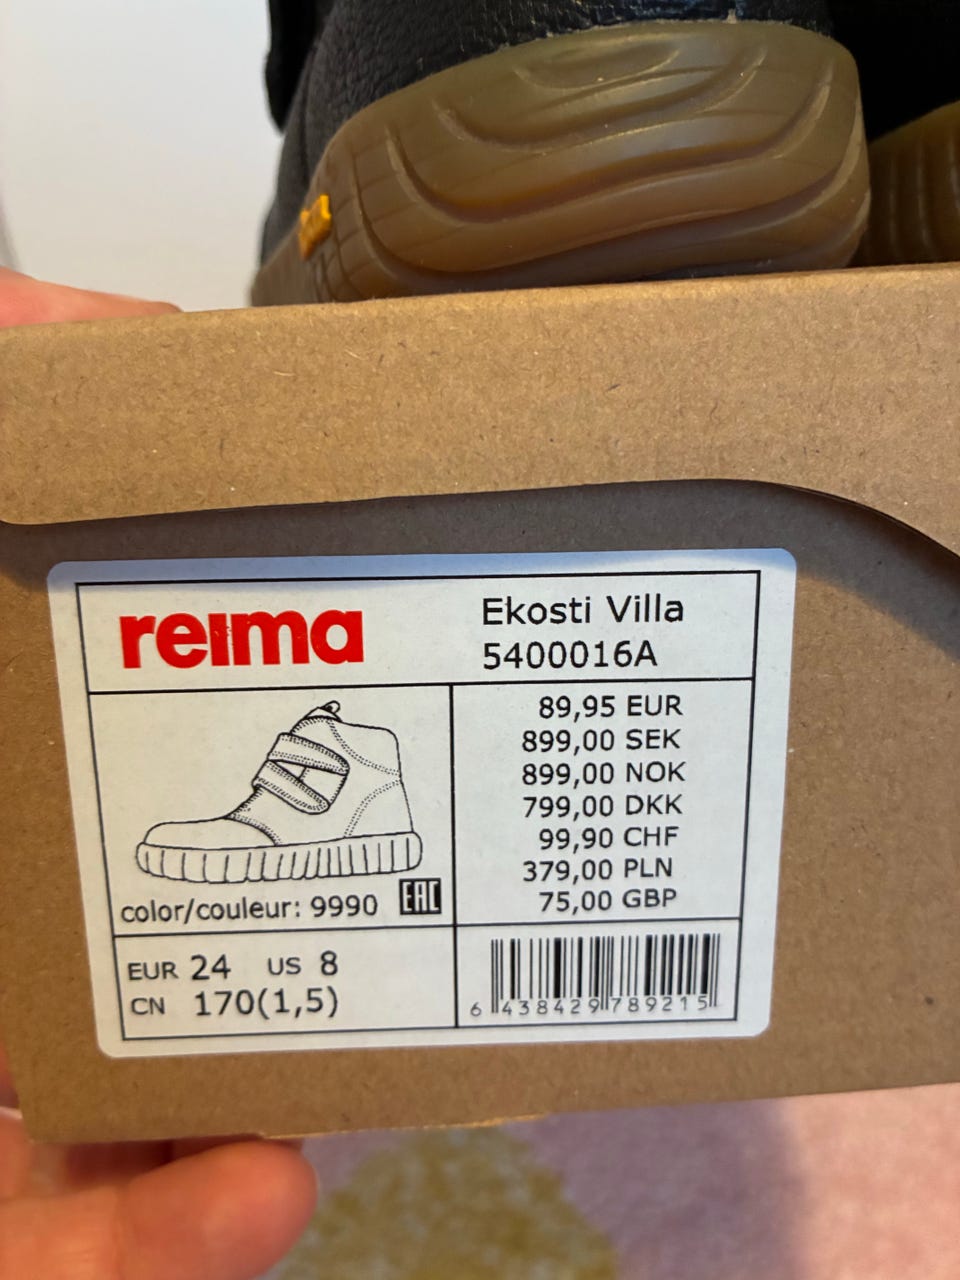 reima
Ekosti Villa
5400016A
89,95 EUR
899,00 SEK
899,00 NOK
799,00 DKK
99,90 CHF
379,00 PLN
75,00 GBP
color/couleur: 9990
EAC
EUR 24 US 8
CN 170(1,5)
6 438429 789215